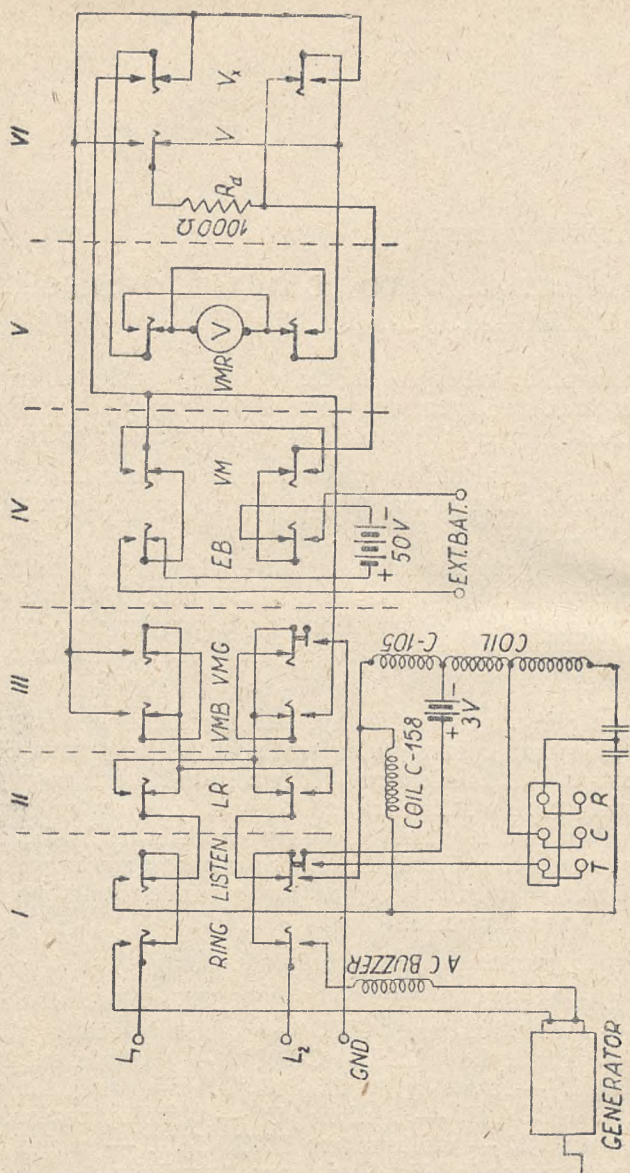 I
II
III
IV
V
VI
RING
LISTEN
LR
VMB
VMG
EB
VM
VMR
V
V
Vx
Rd
1000Ω
L1
L2
GND
+
50V
−
EXT.BAT.
A C BUZZER
COIL C-158
+
3V
−
C-105
COIL
T
C
R
GENERATOR